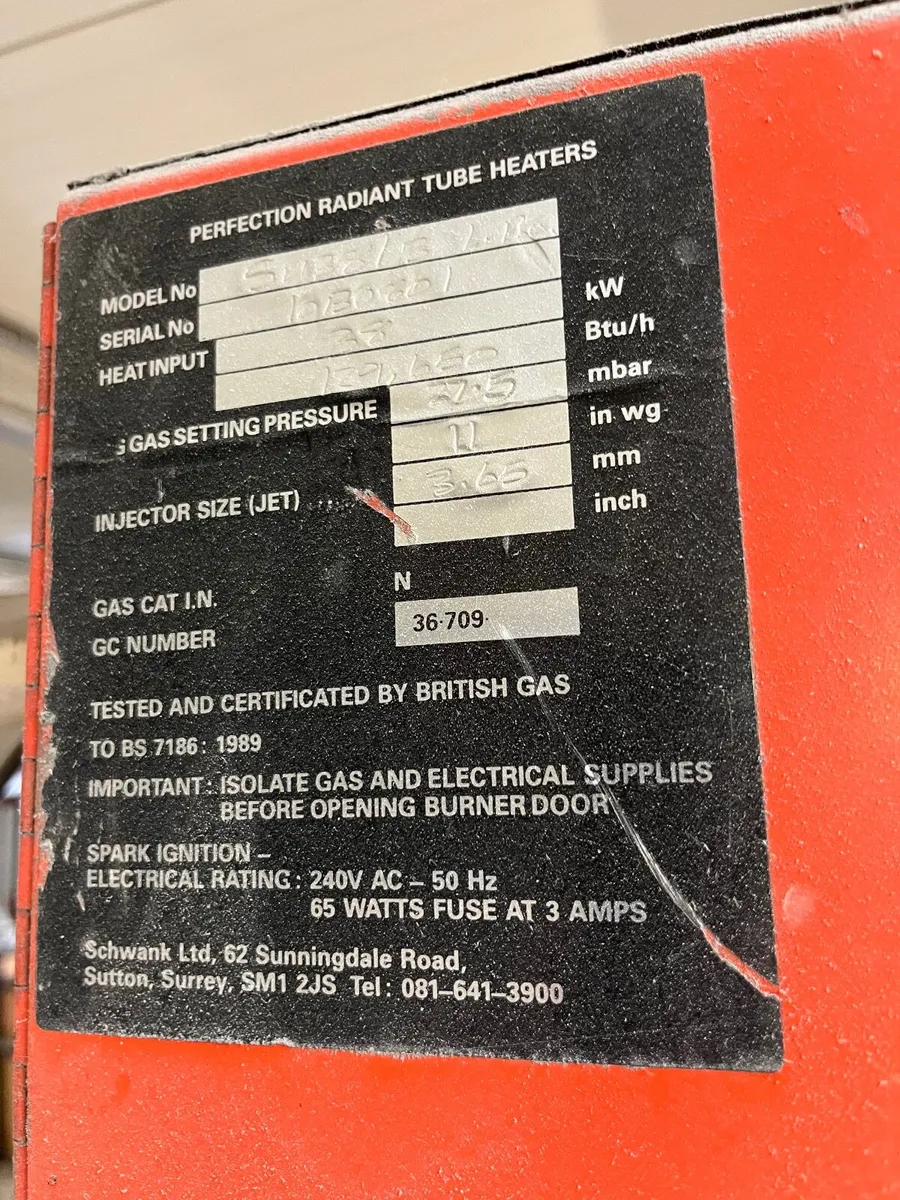 PERFECTION RADIANT TUBE HEATERS
MODEL No
SERIAL No
HEAT INPUT 38 kW
Btu/h
GAS SETTING PRESSURE 27.5 mbar
11 in wg
INJECTOR SIZE (JET) 3.65 mm
inch
GAS CAT I.N. N
GC NUMBER 36·709·
TESTED AND CERTIFICATED BY BRITISH GAS
TO BS 7186: 1989
IMPORTANT: ISOLATE GAS AND ELECTRICAL SUPPLIES
BEFORE OPENING BURNER DOOR
SPARK IGNITION –
ELECTRICAL RATING: 240V AC – 50 Hz
65 WATTS FUSE AT 3 AMPS
Schwank Ltd, 62 Sunningdale Road,
Sutton, Surrey, SM1 2JS Tel: 081–641–3900